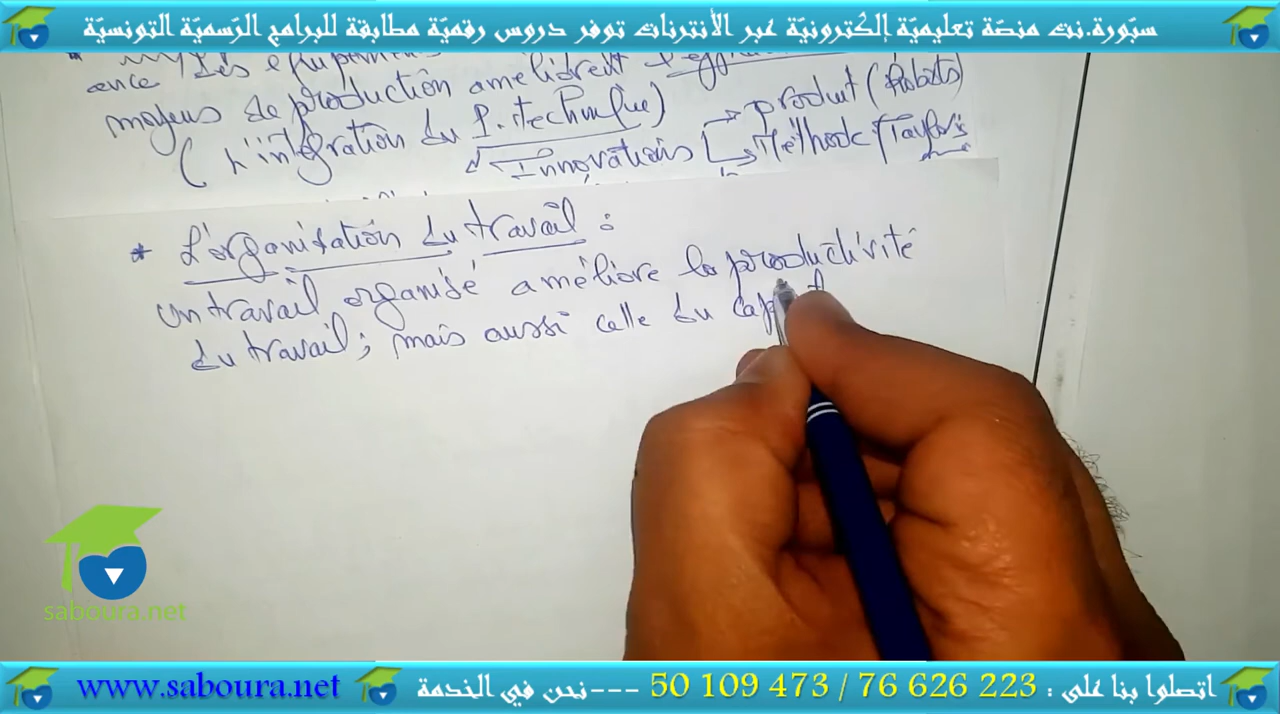 سبّورة.نت منصّة تعليميّة إلكترونيّة عبر الأنترنات توفر دروس رقميّة مطابقة للبرامج الرّسميّة التونسيّة
moyens de production améliorent
(L'intégration du P. technique) product (Robots)
Innovations Méthode (Taylor
* L'organisation du travail :
un travail organisé améliore la productivité
du travail ; mais aussi celle du
saboura.net
www.saboura.net اتصلوا بنا على : 50 109 473 / 76 626 223 ---نحن في الخدمة